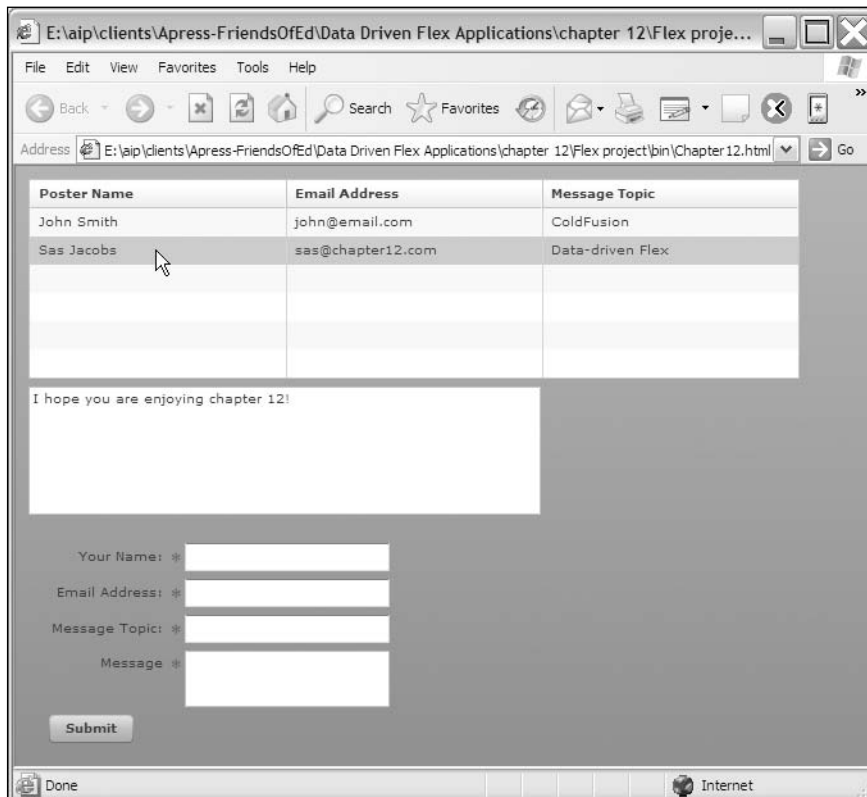 E:\aip\clients\Apress-FriendsOfEd\Data Driven Flex Applications\chapter 12\Flex proje...
File Edit View Favorites Tools Help
Back Search Favorites »
Address E:\aip\clients\Apress-FriendsOfEd\Data Driven Flex Applications\chapter 12\Flex project\bin\Chapter12.html Go
Poster Name Email Address Message Topic
John Smith john@email.com ColdFusion
Sas Jacobs sas@chapter12.com Data-driven Flex
I hope you are enjoying chapter 12!
Your Name: *
Email Address: *
Message Topic: *
Message *
Submit
Done Internet